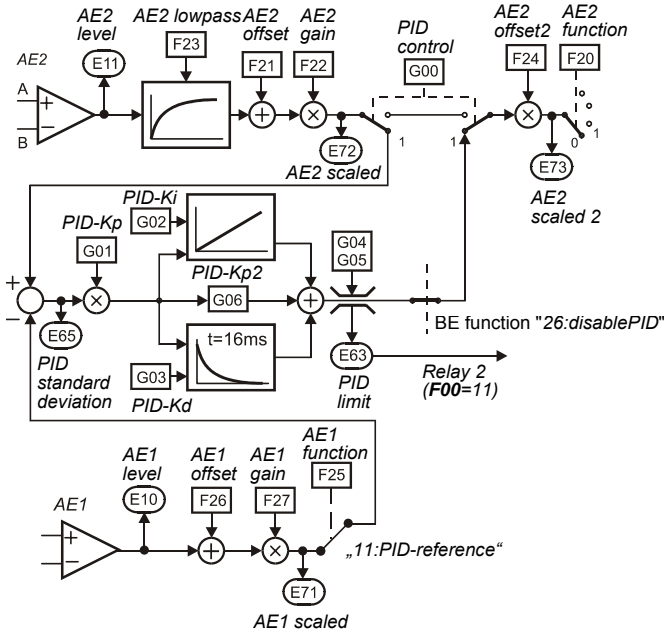 AE2 level
AE2 lowpass
AE2 offset
AE2 gain
PID control
AE2 offset2
AE2 function
F23
AE2
E11
F21
F22
G00
F24
F20
A
+
−
B
+
×
1
1
×
0
1
E72
AE2 scaled
E73
AE2 scaled 2
PID-Ki
G02
PID-Kp
G01
PID-Kp2
G04
G05
+
−
×
G06
+
BE function "26:disablePID"
E65
PID standard deviation
t=16ms
G03
PID-Kd
E63
PID limit
Relay 2
(F00=11)
AE1 level
AE1 offset
AE1 gain
AE1 function
AE1
E10
F26
F27
F25
+
−
+
×
„11:PID-reference“
E71
AE1 scaled